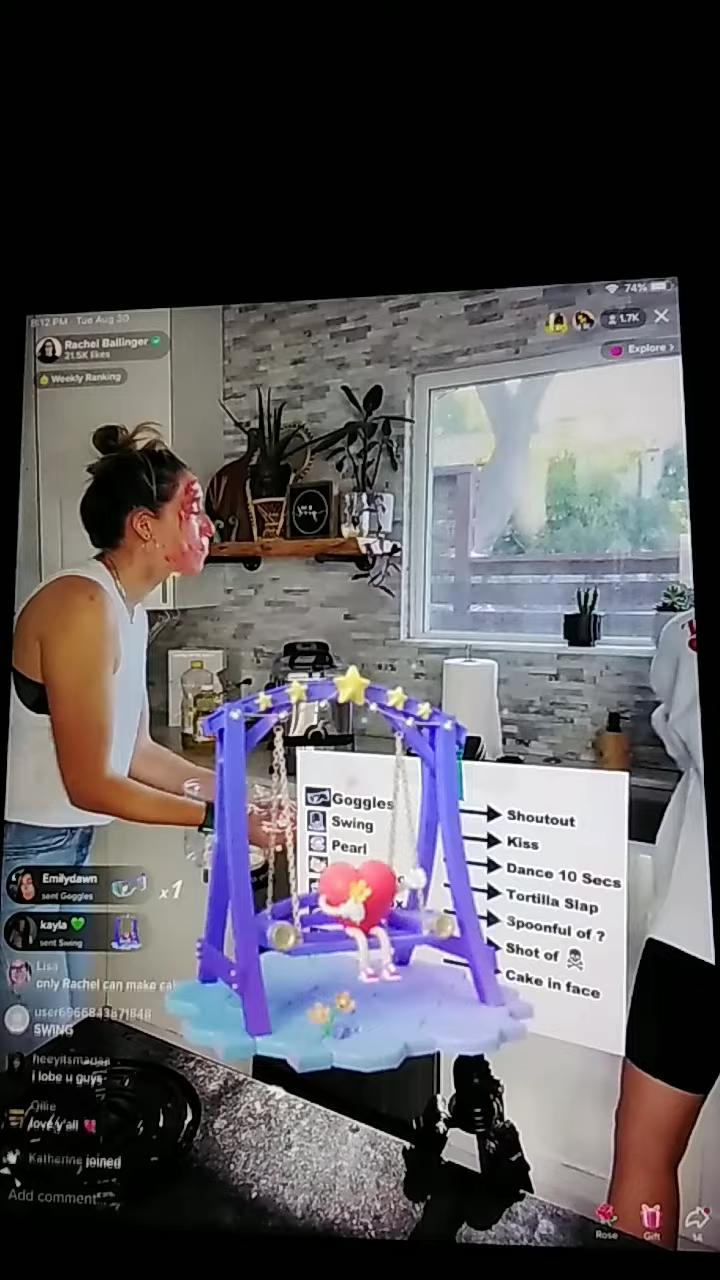 8:12 PM Tue Aug 30
74%
Rachel Ballinger
21.5K likes
1.7K
Explore >
Weekly Ranking
Goggles
Swing
Pearl
Shoutout
Kiss
Dance 10 Secs
Tortilla Slap
Spoonful of ?
Shot of
Cake in face
Emilydawn
sent Goggles
x1
kayla
sent Swing
Lisa
only Rachel can make
user6966843871848
SWING
i lobe u guys
Ollie
love y'all
Katherine joined
Add comment
Rose
Gift
14